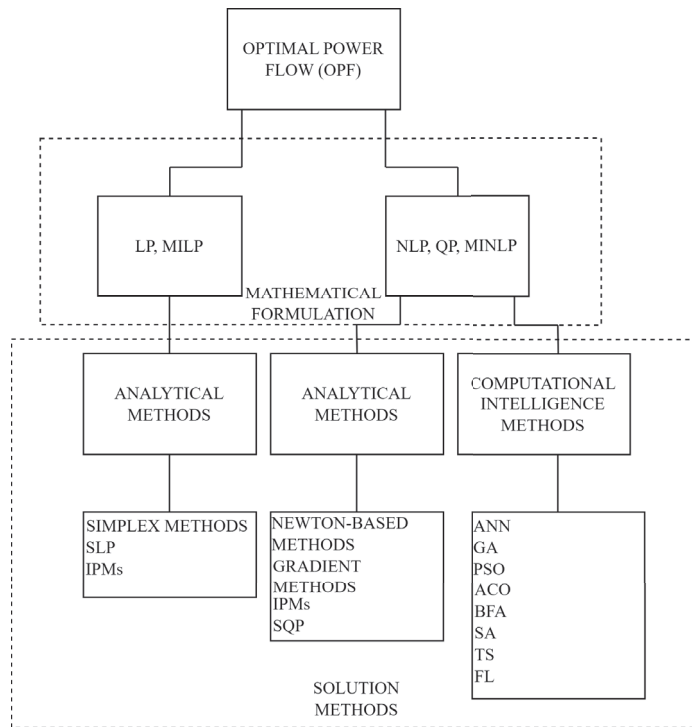 OPTIMAL POWER
FLOW (OPF)
LP, MILP
NLP, QP, MINLP
MATHEMATICAL
FORMULATION
ANALYTICAL
METHODS
ANALYTICAL
METHODS
COMPUTATIONAL
INTELLIGENCE
METHODS
SIMPLEX METHODS
SLP
IPMs
NEWTON-BASED
METHODS
GRADIENT
METHODS
IPMs
SQP
ANN
GA
PSO
ACO
BFA
SA
TS
FL
SOLUTION
METHODS